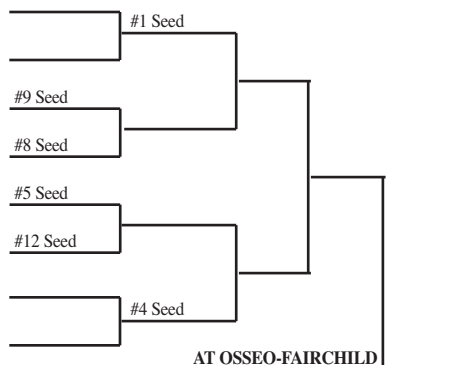 #1 Seed
#9 Seed
#8 Seed
#5 Seed
#12 Seed
#4 Seed
AT OSSEO-FAIRCHILD